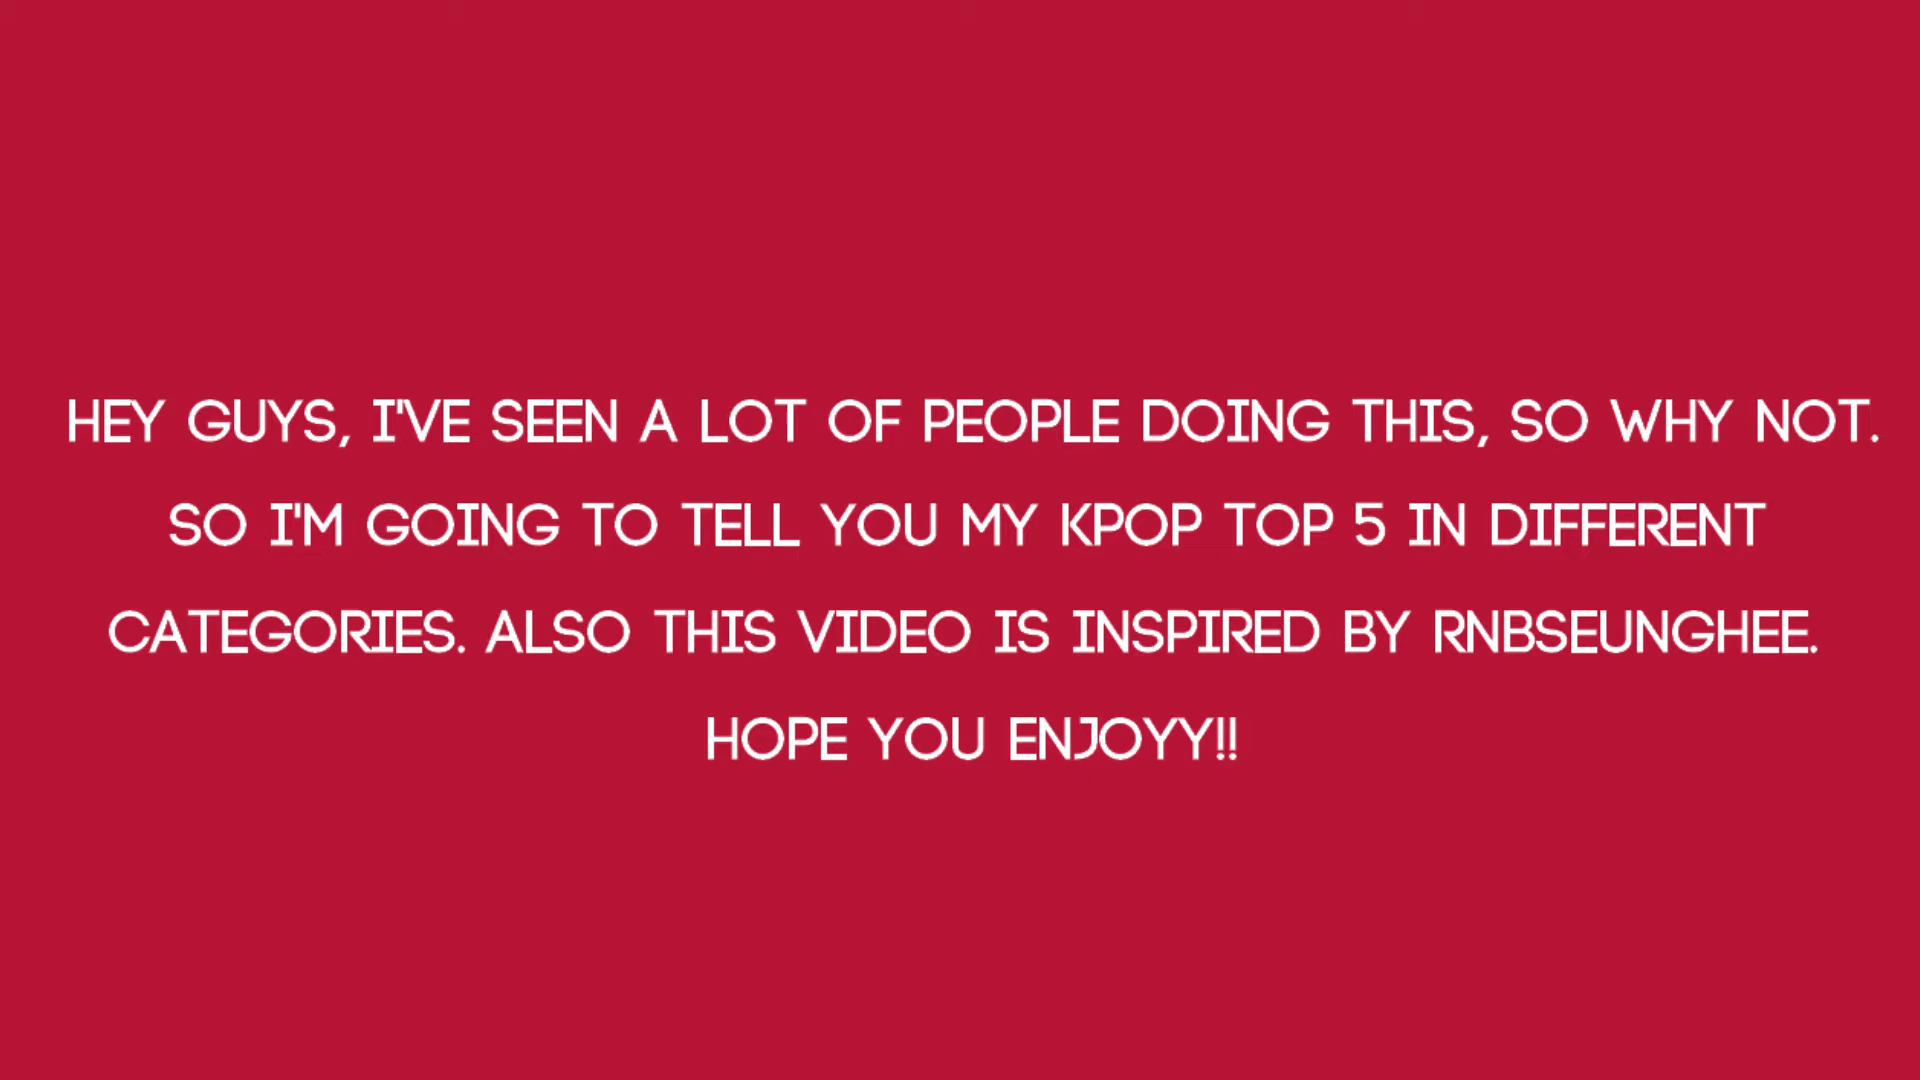 HEY GUYS, I'VE SEEN A LOT OF PEOPLE DOING THIS, SO WHY NOT.
SO I'M GOING TO TELL YOU MY KPOP TOP 5 IN DIFFERENT
CATEGORIES. ALSO THIS VIDEO IS INSPIRED BY RNBSEUNGHEE.
HOPE YOU ENJOYY!!